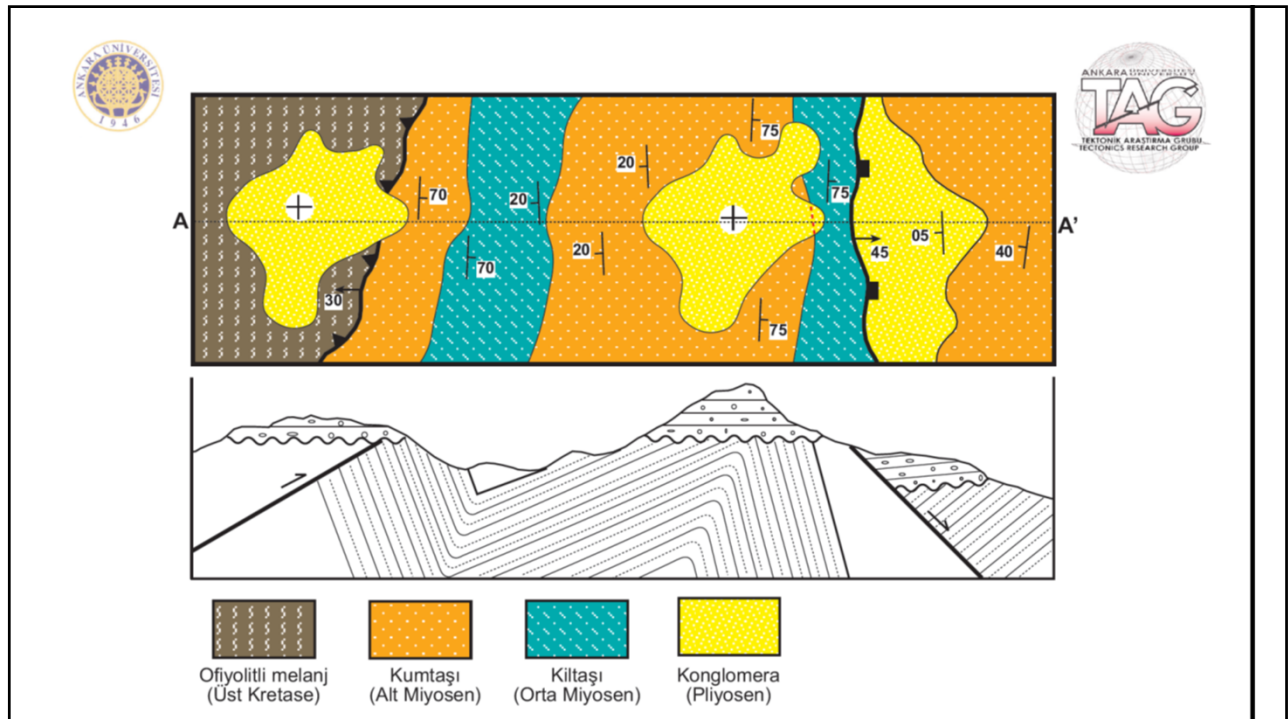 ANKARA ÜNİVERSİTESİ
1946
ANKARA UNIVERSITY
TAG
TEKTONİK ARAŞTIRMA GRUBU
TECTONICS RESEARCH GROUP
75
20
70
20
75
A
A'
05
20
45
40
70
30
75
Ofiyolitli melanj
(Üst Kretase)
Kumtaşı
(Alt Miyosen)
Kiltaşı
(Orta Miyosen)
Konglomera
(Pliyosen)